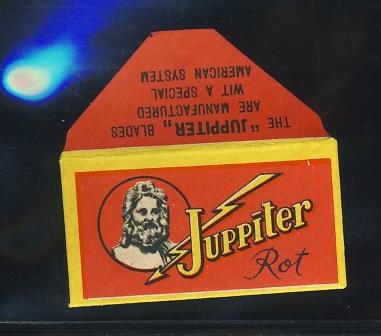 THE "JUPPITER„ BLADES
ARE MANUFACTURED
WIT A SPECIAL
AMERICAN SYSTEM
Juppiter
Rot